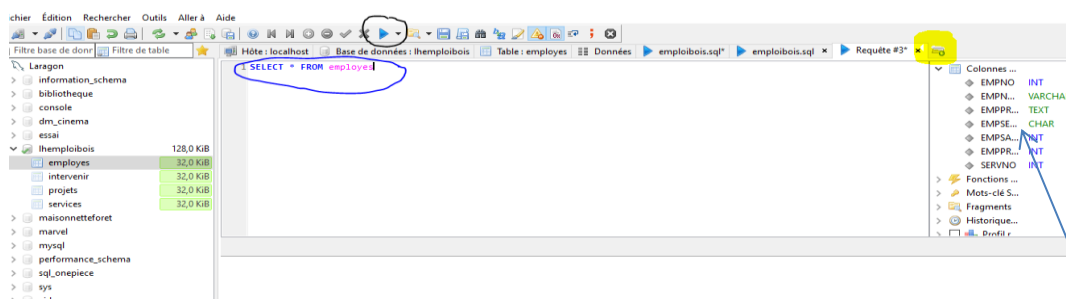 chier Édition Rechercher Outils Aller à Aide
Filtre base de donr Filtre de table
Hôte : localhost Base de données : lhemploibois Table : employes Données emploibois.sql* emploibois.sql × Requête #3* ×
Laragon
information_schema
bibliotheque
console
dm_cinema
essai
lhemploibois 128,0 KiB
employes 32,0 KiB
intervenir 32,0 KiB
projets 32,0 KiB
services 32,0 KiB
maisonnetteforet
marvel
mysql
performance_schema
sql_onepiece
sys
1 SELECT * FROM employes
Colonnes ...
EMPNO INT
EMPN... VARCHA
EMPPR... TEXT
EMPSE... CHAR
EMPSA... INT
EMPPR... INT
SERVNO INT
Fonctions ...
Mots-clé S...
Fragments
Historique...
Profil r